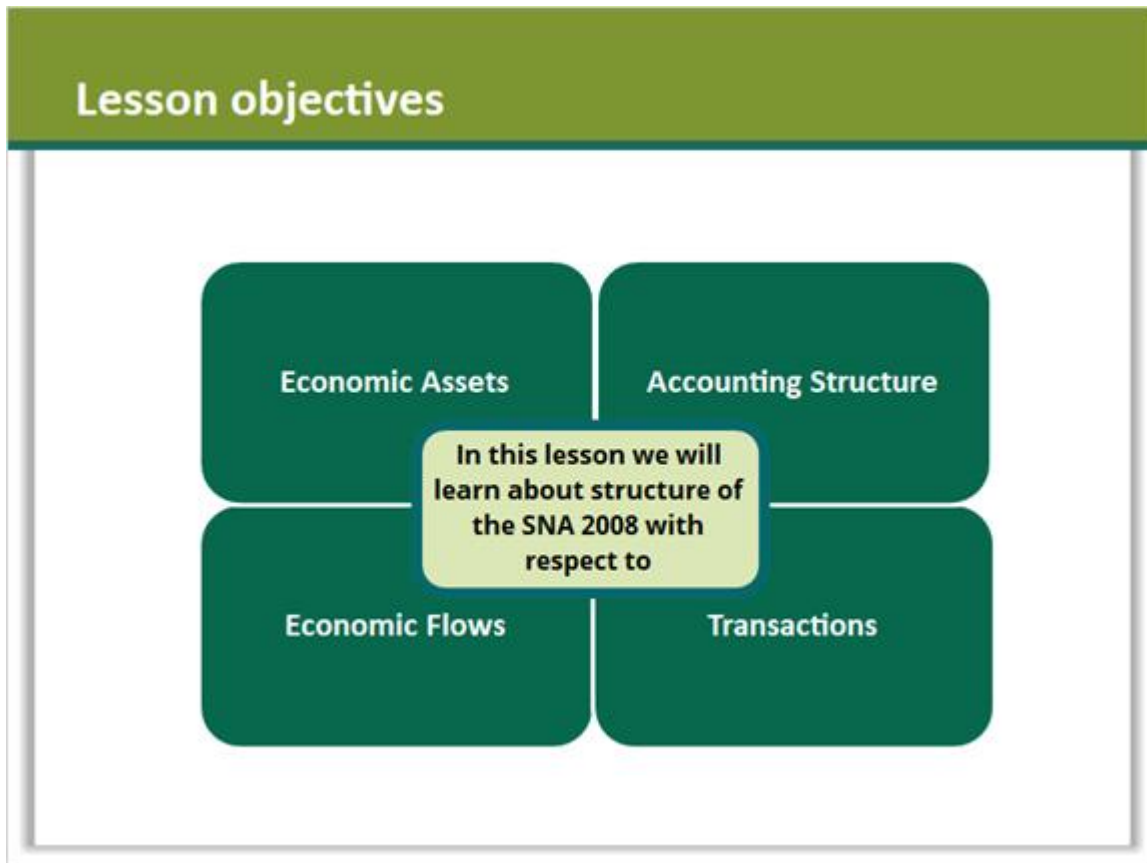 Lesson objectives
Economic Assets
Accounting Structure
In this lesson we will
learn about structure of
the SNA 2008 with
respect to
Economic Flows
Transactions